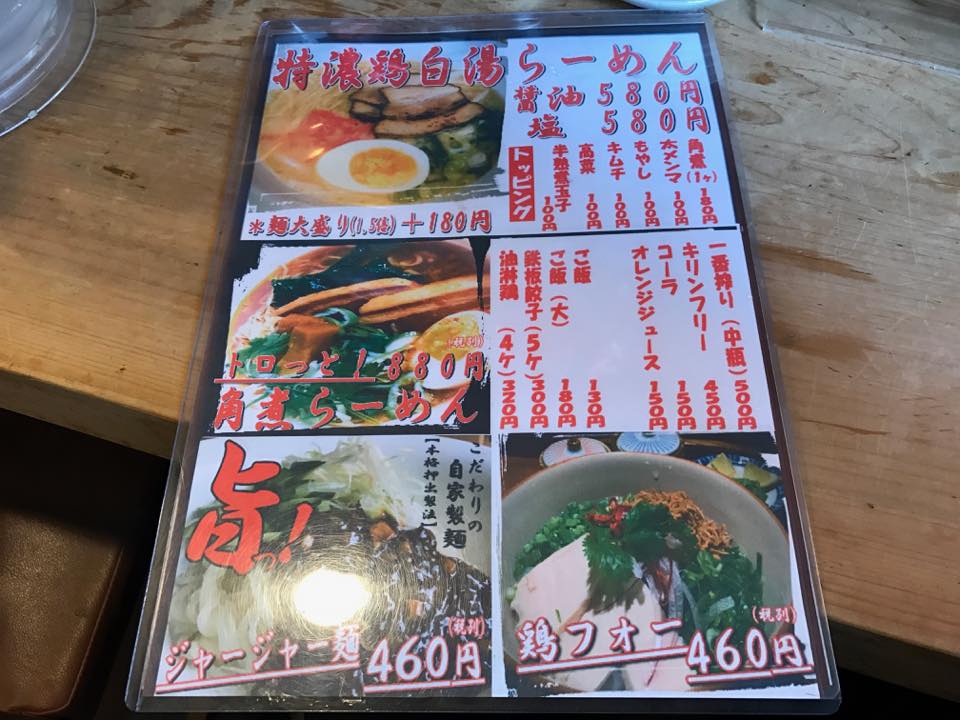 特濃鶏白湯らーめん
醤油 580円
塩 580円
トッピング
角煮(1ヶ) 180円
太メンマ 100円
もやし 100円
キムチ 100円
高菜 100円
半熟煮玉子 100円
※麺大盛り(1,5倍)＋180円
トロっと！880円
(税別)
角煮らーめん
一番搾り(中瓶) 500円
キリンフリー 450円
コーラ 150円
オレンジジュース 150円
ご飯 130円
ご飯(大) 180円
鉄板餃子(5ケ) 300円
油淋鶏(4ケ) 320円
旨っ！
こだわりの
自家製麺
【本格押出製法】
ジャージャー麺 460円
(税別)
鶏フォー 460円
(税別)